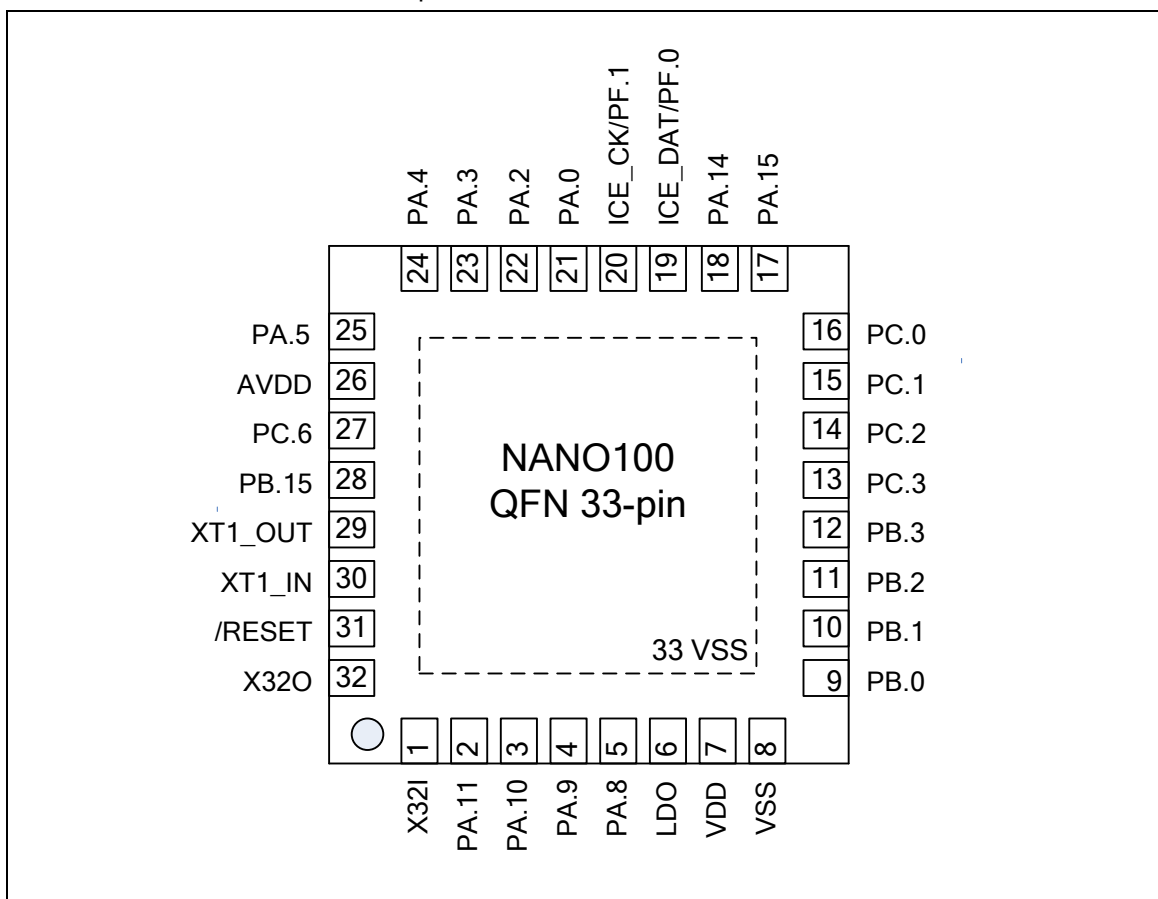 PA.4
PA.3
PA.2
PA.0
ICE_CK/PF.1
ICE_DAT/PF.0
PA.14
PA.15
24
23
22
21
20
19
18
17
PA.5 25
AVDD 26
PC.6 27
PB.15 28
XT1_OUT 29
XT1_IN 30
/RESET 31
X32O 32
NANO100
QFN 33-pin
33 VSS
16 PC.0
15 PC.1
14 PC.2
13 PC.3
12 PB.3
11 PB.2
10 PB.1
9 PB.0
1
2
3
4
5
6
7
8
X32I
PA.11
PA.10
PA.9
PA.8
LDO
VDD
VSS